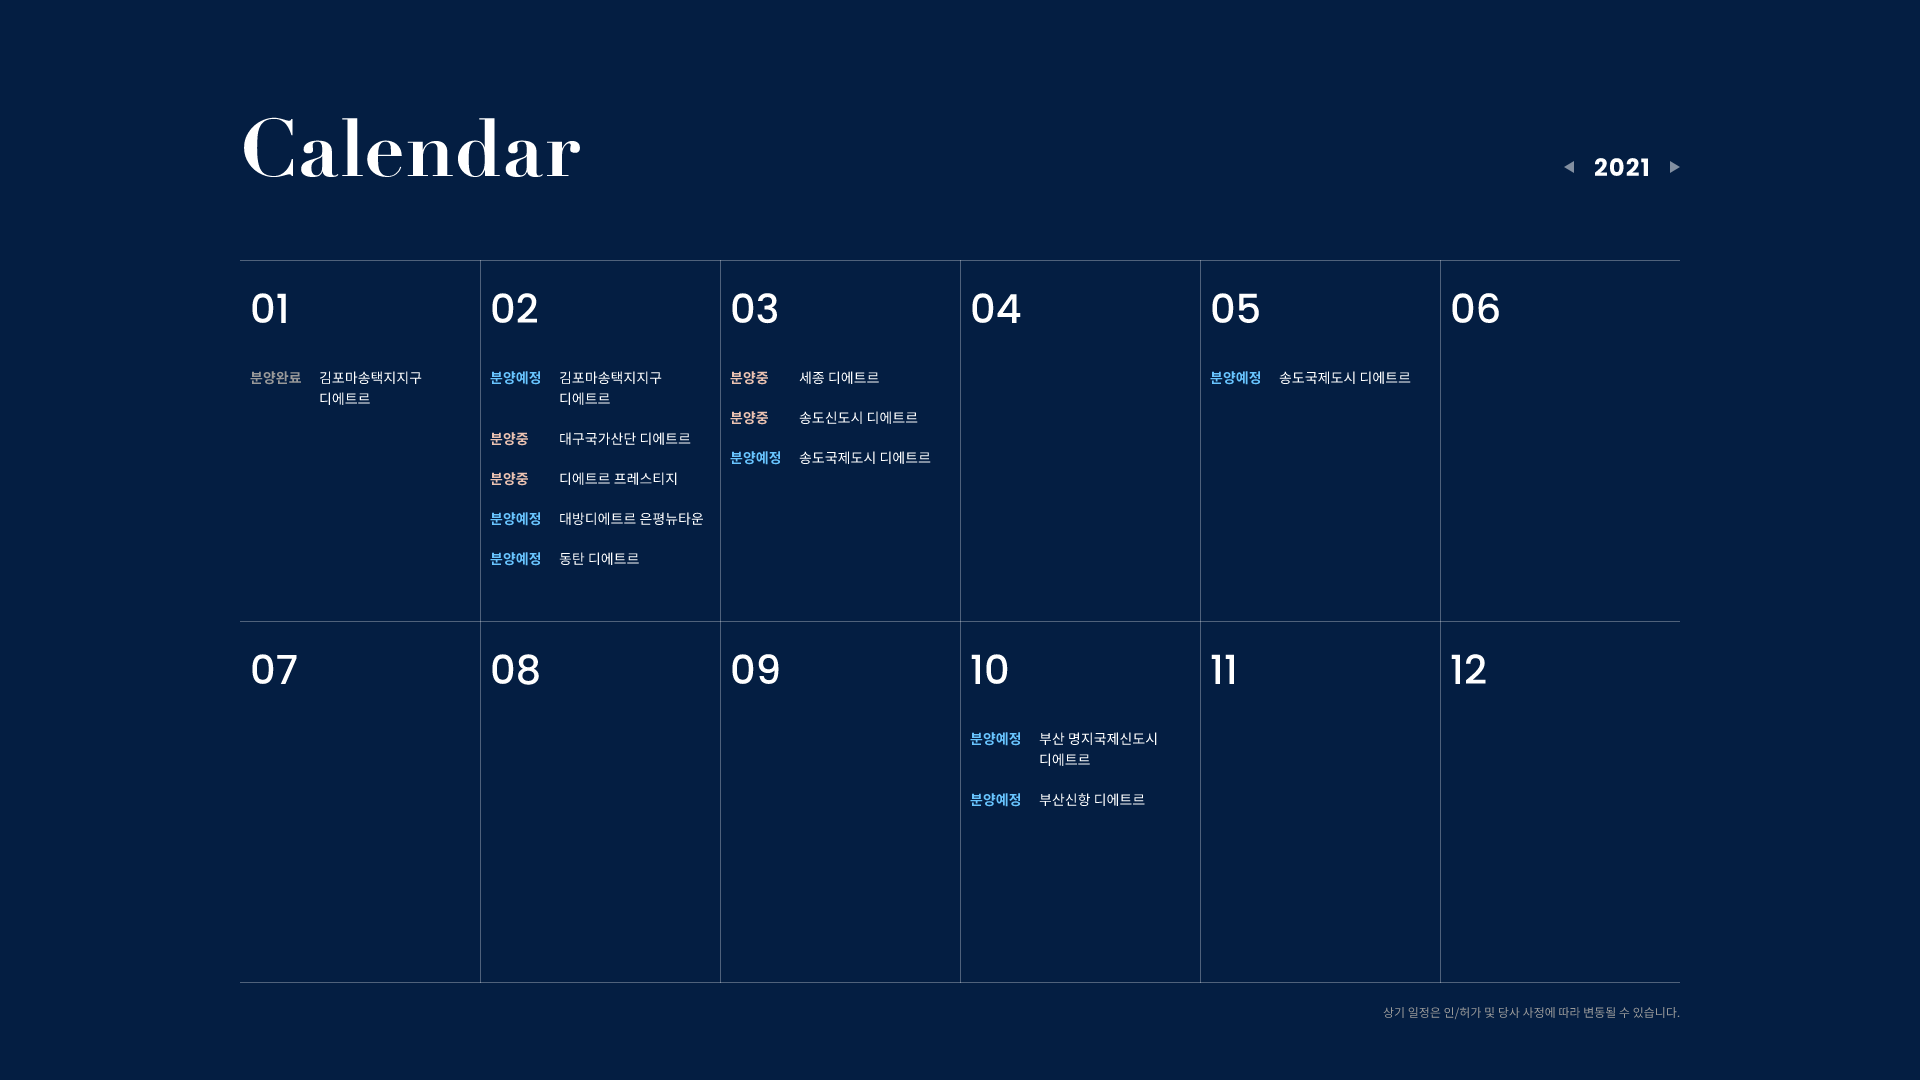 Calendar
◀ 2021 ▶
01
분양완료 김포마송택지지구
디에트르
02
분양예정 김포마송택지지구
디에트르
분양중 대구국가산단 디에트르
분양중 디에트르 프레스티지
분양예정 대방디에트르 은평뉴타운
분양예정 동탄 디에트르
03
분양중 세종 디에트르
분양중 송도신도시 디에트르
분양예정 송도국제도시 디에트르
04
05
분양예정 송도국제도시 디에트르
06
07
08
09
10
분양예정 부산 명지국제신도시
디에트르
분양예정 부산신항 디에트르
11
12
상기 일정은 인/허가 및 당사 사정에 따라 변동될 수 있습니다.